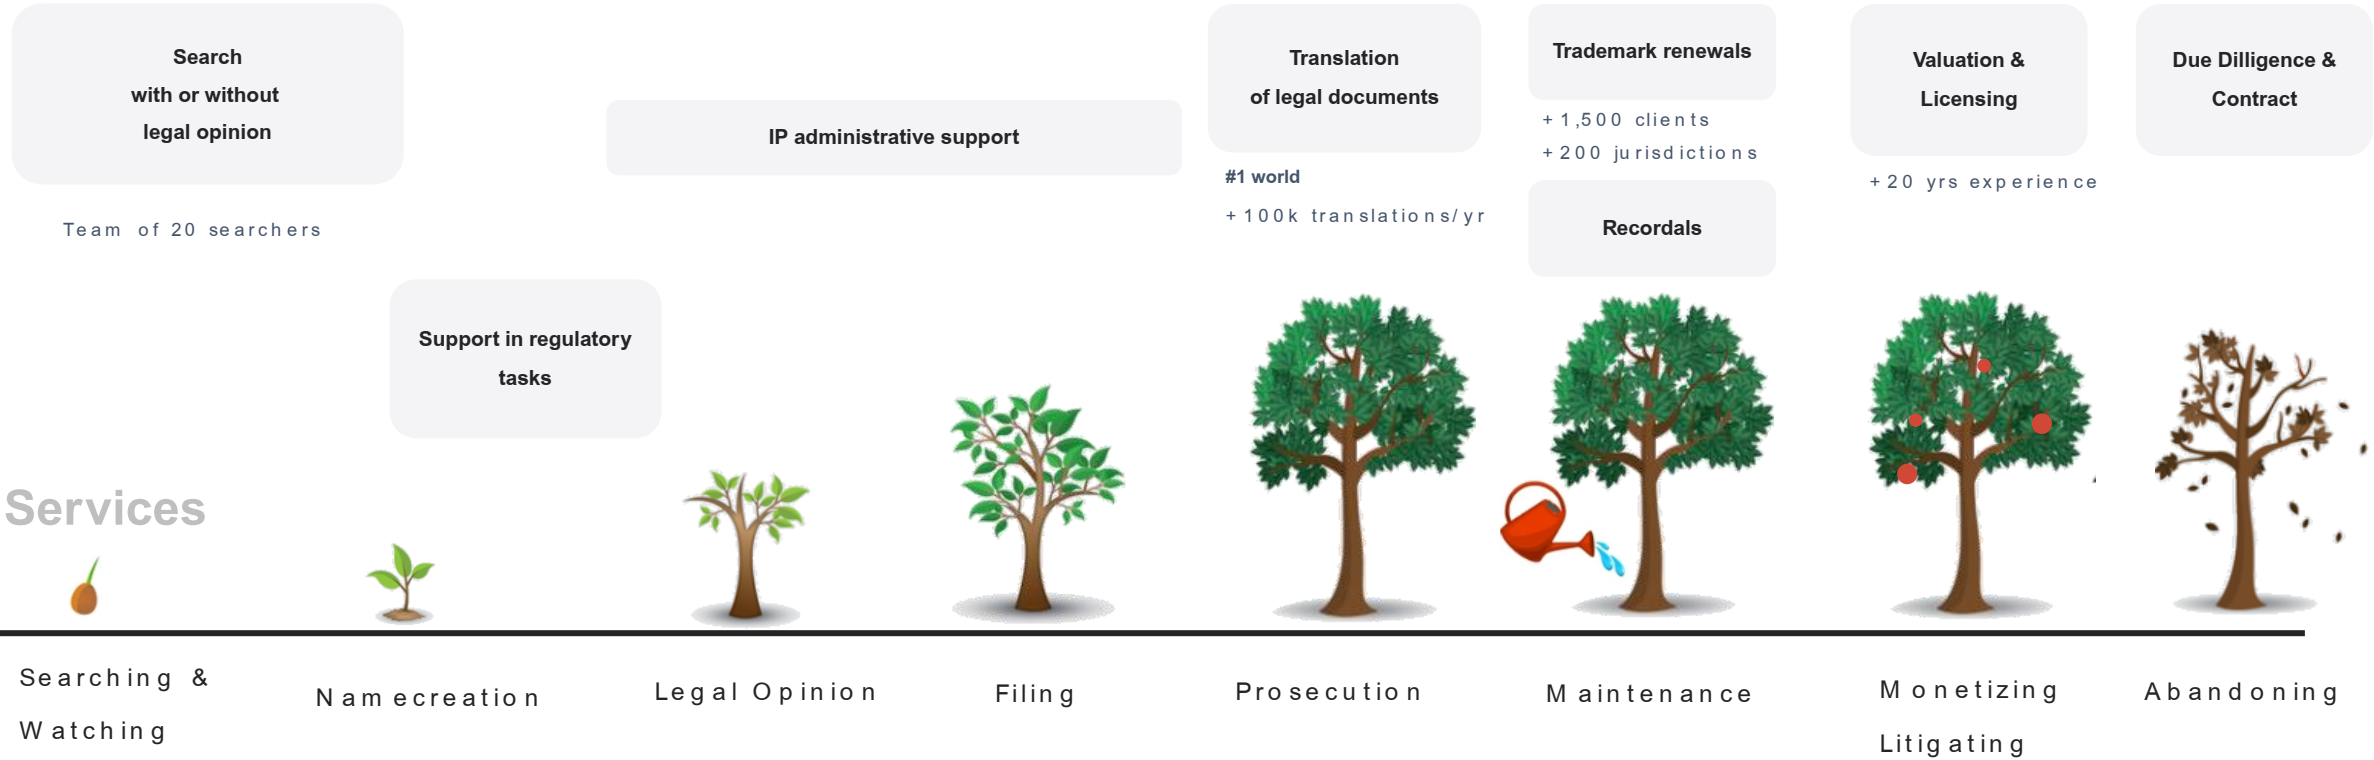 Search
with or without
legal opinion
Team of 20 searchers
Support in regulatory
tasks
IP administrative support
Translation
of legal documents
#1 world
+100k translations/yr
Trademark renewals
+1,500 clients
+200 jurisdictions
Recordals
Valuation &
Licensing
+20 yrs experience
Due Dilligence &
Contract
Services
Searching &
Watching
Namecreation
Legal Opinion
Filing
Prosecution
Maintenance
Monetizing
Litigating
Abandoning